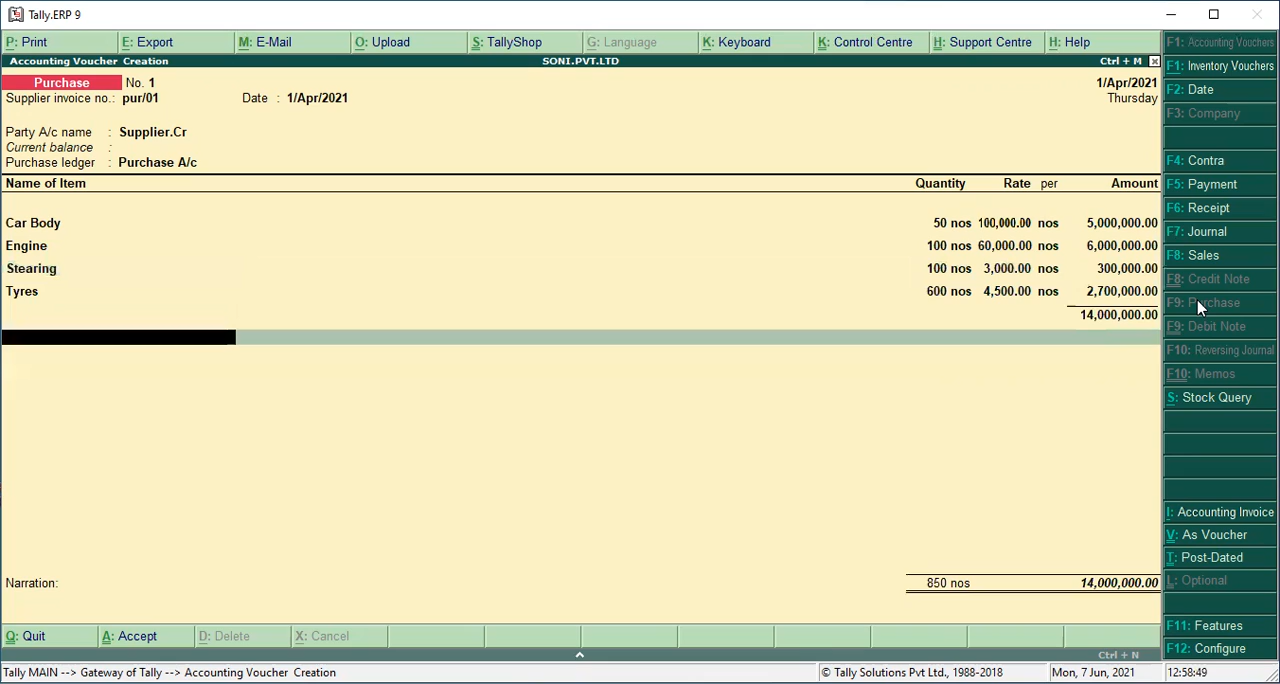 Tally.ERP 9
P: Print E: Export M: E-Mail O: Upload S: TallyShop G: Language K: Keyboard K: Control Centre H: Support Centre H: Help
Accounting Voucher Creation SONI.PVT.LTD Ctrl + M
Purchase No. 1 1/Apr/2021
Supplier invoice no.: pur/01 Date : 1/Apr/2021 Thursday
Party A/c name : Supplier.Cr
Current balance :
Purchase ledger : Purchase A/c
Name of Item Quantity Rate per Amount
Car Body 50 nos 100,000.00 nos 5,000,000.00
Engine 100 nos 60,000.00 nos 6,000,000.00
Stearing 100 nos 3,000.00 nos 300,000.00
Tyres 600 nos 4,500.00 nos 2,700,000.00
14,000,000.00
Narration: 850 nos 14,000,000.00
Q: Quit A: Accept D: Delete X: Cancel
Ctrl + N
F1: Accounting Vouchers
F1: Inventory Vouchers
F2: Date
F3: Company
F4: Contra
F5: Payment
F6: Receipt
F7: Journal
F8: Sales
F8: Credit Note
F9: Purchase
F9: Debit Note
F10: Reversing Journal
F10: Memos
S: Stock Query
I: Accounting Invoice
V: As Voucher
T: Post-Dated
L: Optional
F11: Features
F12: Configure
Tally MAIN --> Gateway of Tally --> Accounting Voucher Creation © Tally Solutions Pvt Ltd., 1988-2018 Mon, 7 Jun, 2021 12:58:49